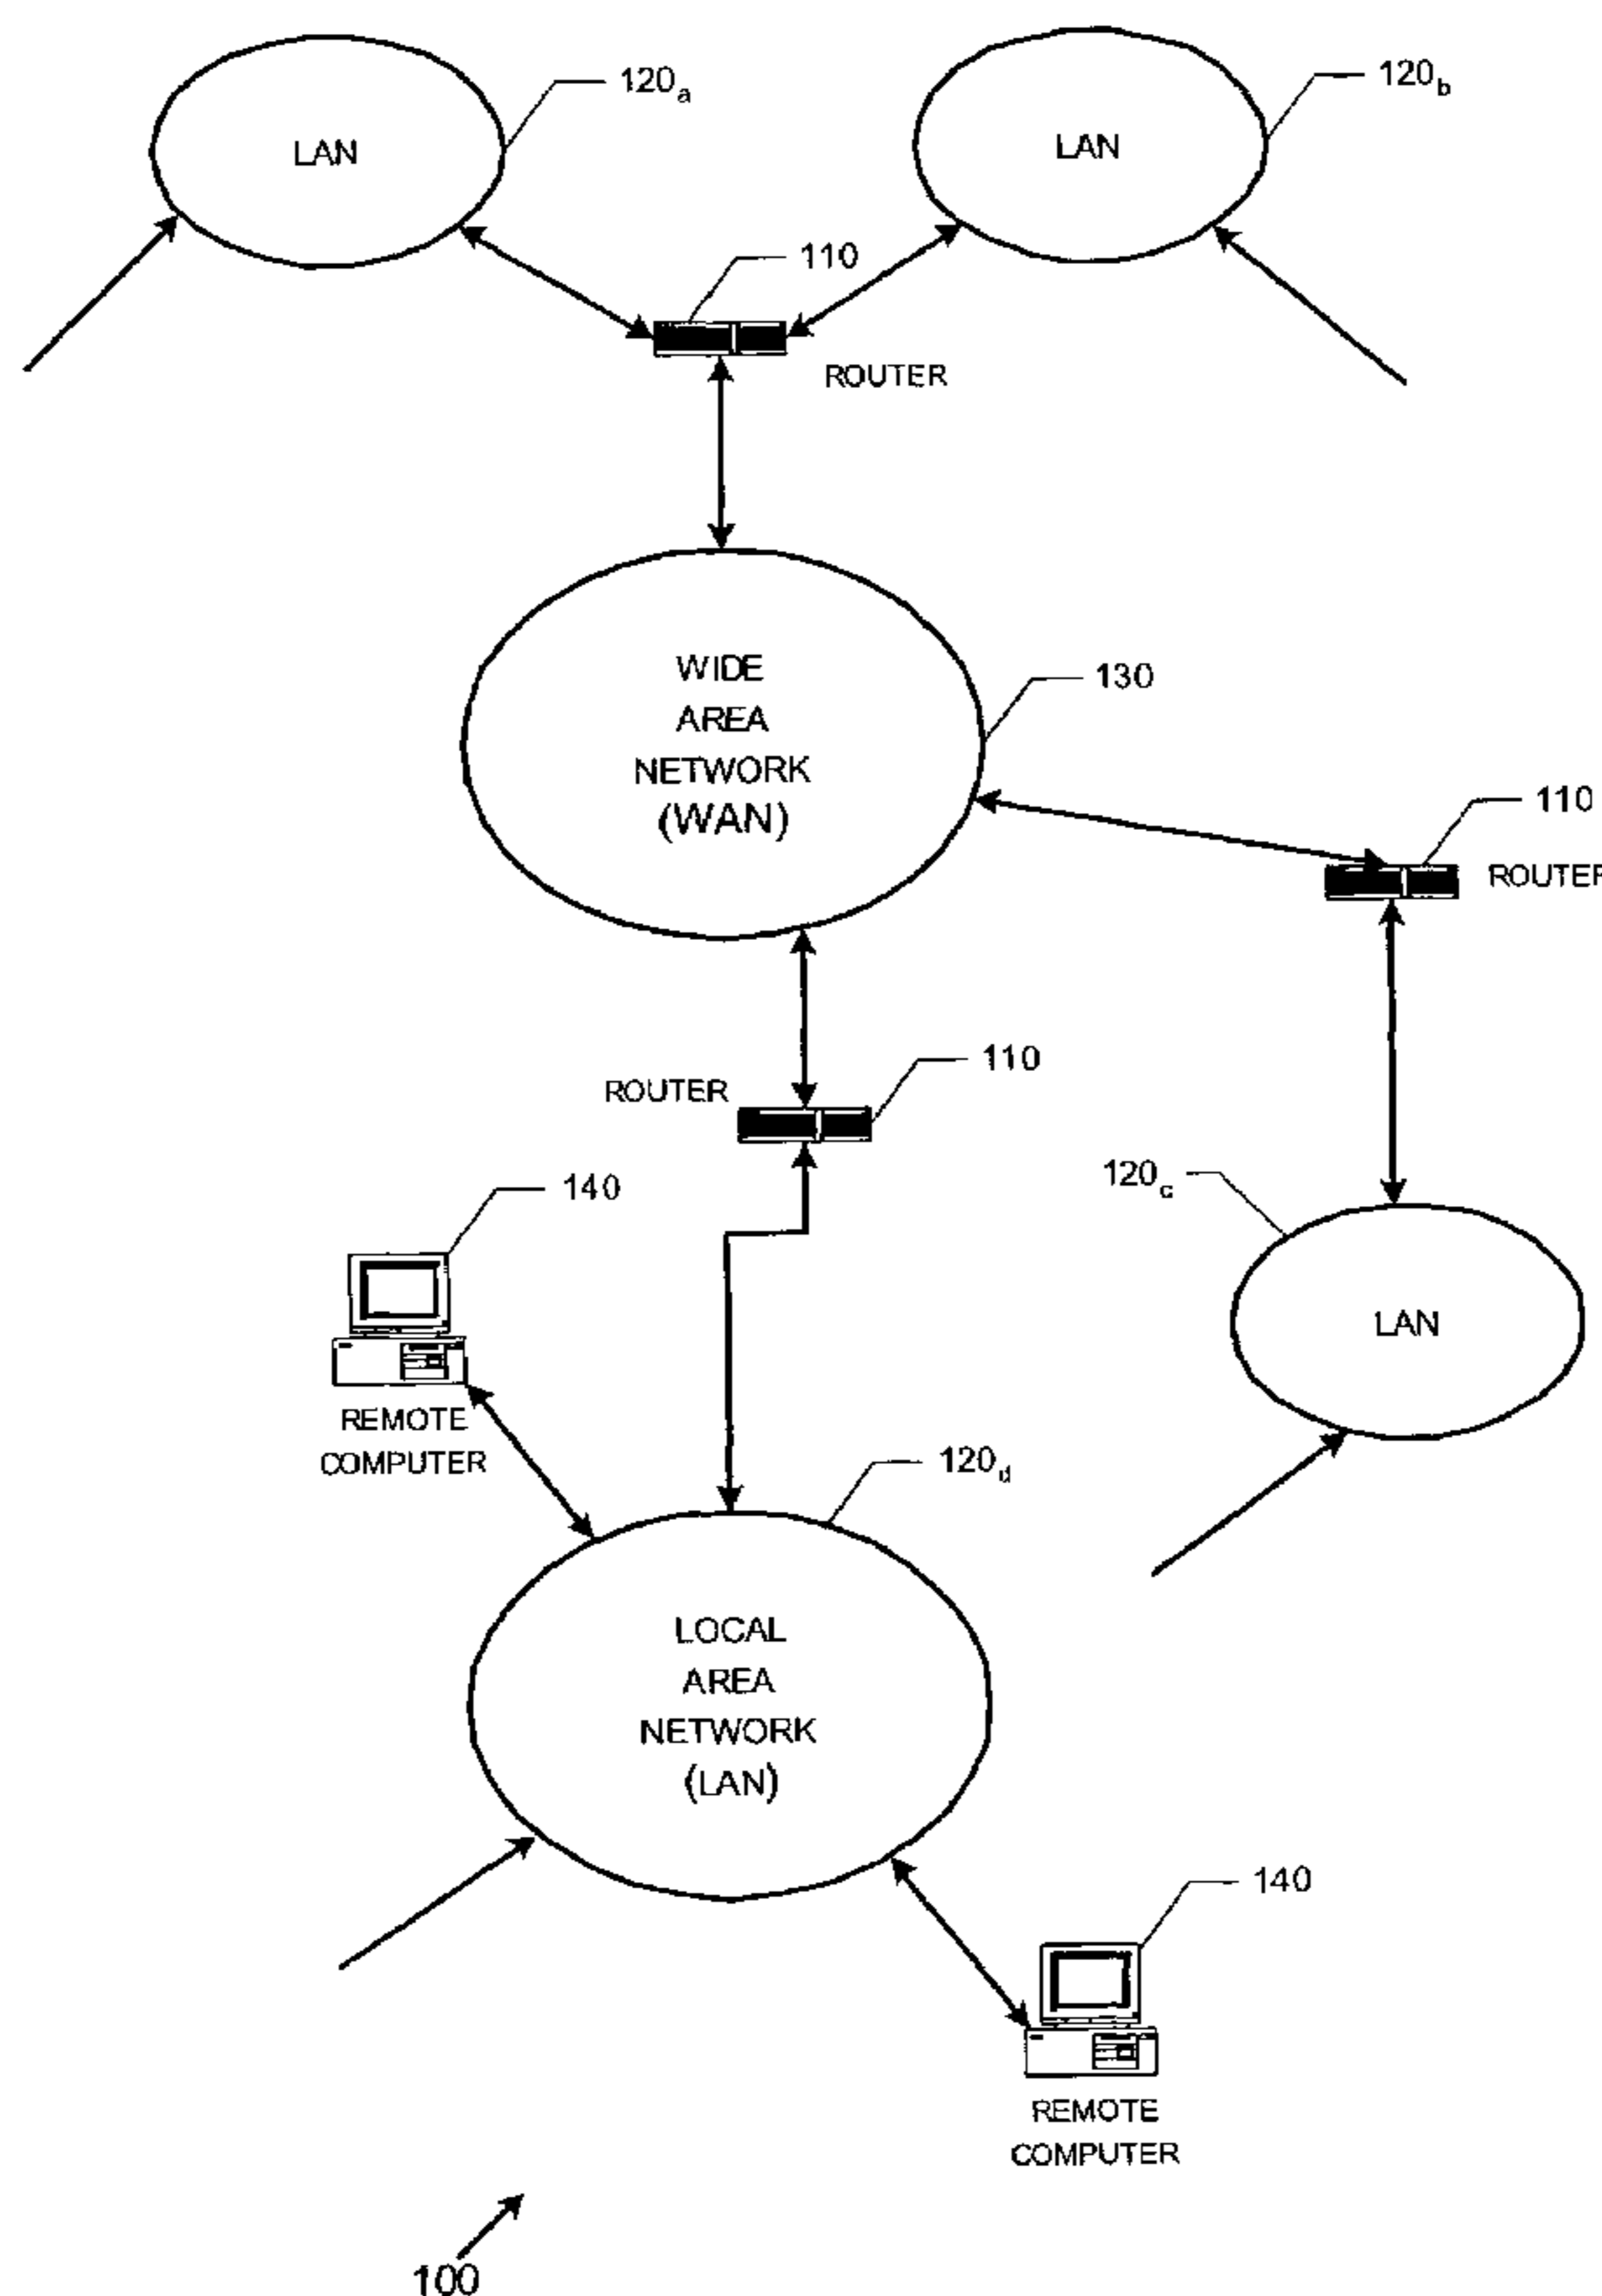 120a
120b
LAN
LAN
110
ROUTER
WIDE
AREA
NETWORK
(WAN)
130
110
ROUTER
110
ROUTER
120c
140
LAN
REMOTE
COMPUTER
120d
LOCAL
AREA
NETWORK
(LAN)
140
REMOTE
COMPUTER
100